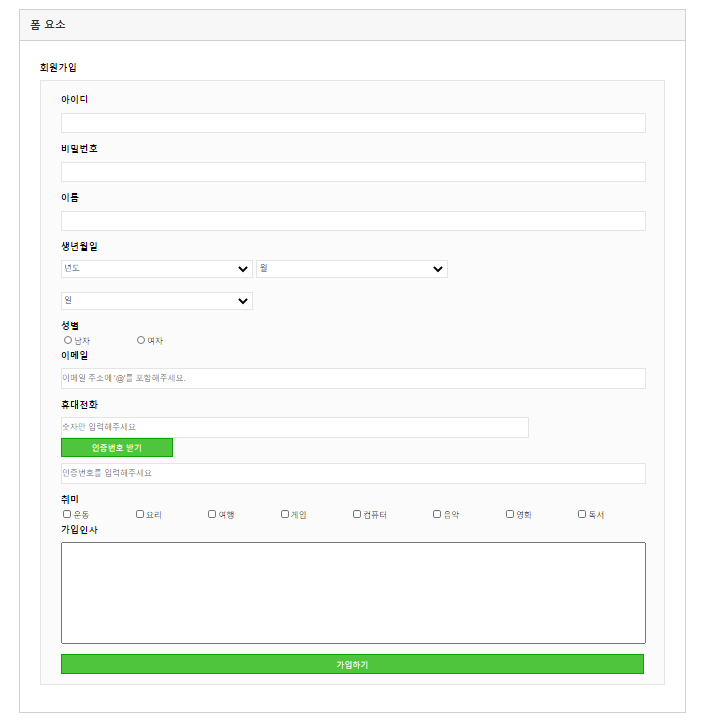 폼 요소
회원가입
아이디
비밀번호
이름
생년월일
년도 월
일
성별
남자 여자
이메일
이메일 주소에 '@'를 포함해주세요.
휴대전화
숫자만 입력해주세요
인증번호 받기
인증번호를 입력해주세요
취미
운동 요리 여행 게임 컴퓨터 음악 영화 독서
가입인사
가입하기